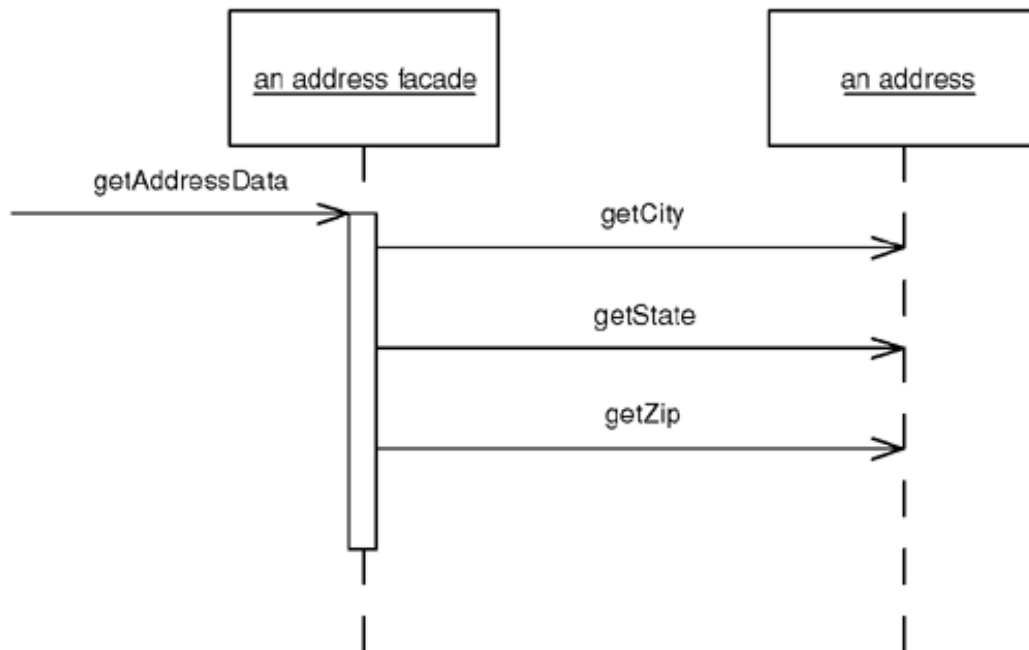 an address facade
an address
getAddressData
getCity
getState
getZip